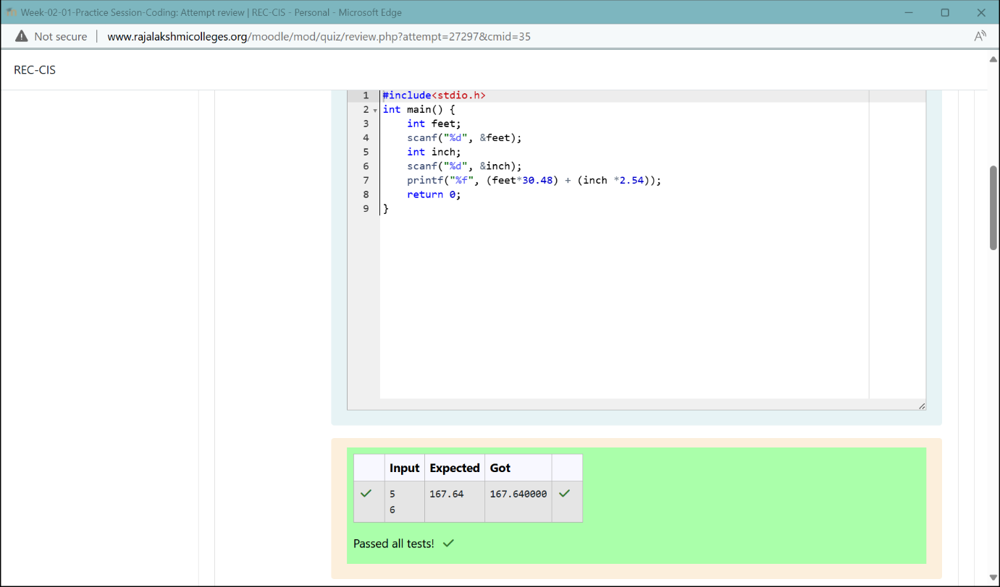 Week-02-01-Practice Session-Coding: Attempt review | REC-CIS - Personal - Microsoft Edge
Not secure | www.rajalakshmicolleges.org/moodle/mod/quiz/review.php?attempt=27297&cmid=35
REC-CIS
1 #include<stdio.h>
2 int main() {
3     int feet;
4     scanf("%d", &feet);
5     int inch;
6     scanf("%d", &inch);
7     printf("%f", (feet*30.48) + (inch *2.54));
8     return 0;
9 }
Input Expected Got
5 167.64 167.640000
6
Passed all tests!